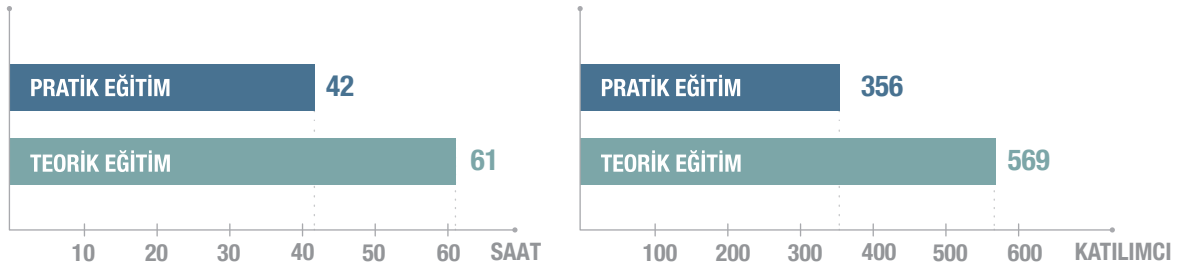 PRATİK EĞİTİM 42
TEORİK EĞİTİM 61
10 20 30 40 50 60 SAAT
PRATİK EĞİTİM 356
TEORİK EĞİTİM 569
100 200 300 400 500 600 KATILIMCI